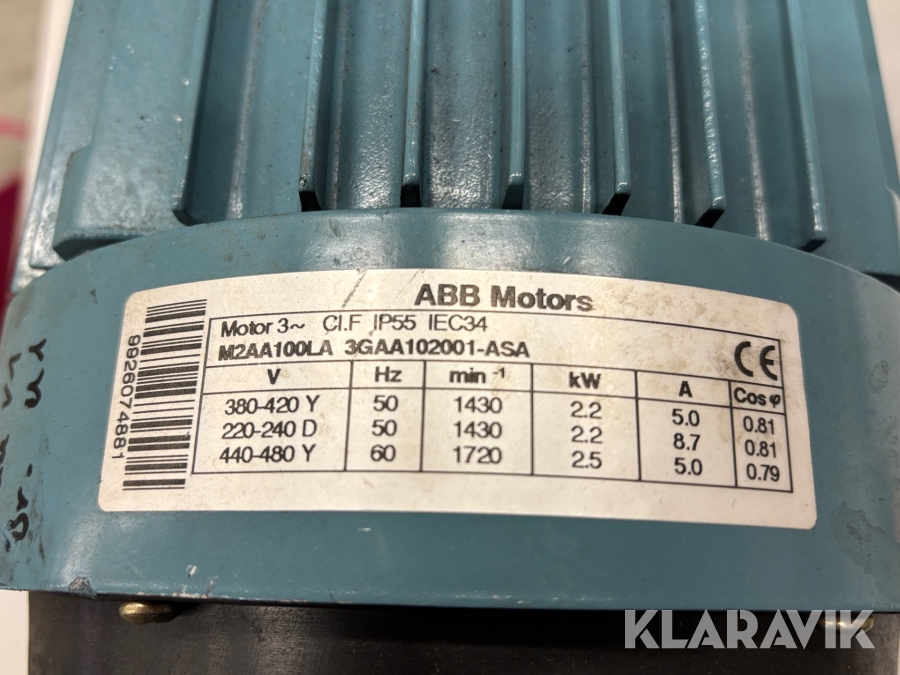 ABB Motors
Motor 3~ Cl.F IP55 IEC34
M2AA100LA 3GAA102001-ASA
CE
V Hz min -1 kW A Cos φ
380-420 Y 50 1430 2.2 5.0 0.81
220-240 D 50 1430 2.2 8.7 0.81
440-480 Y 60 1720 2.5 5.0 0.79
9926074881
KLARAVIK